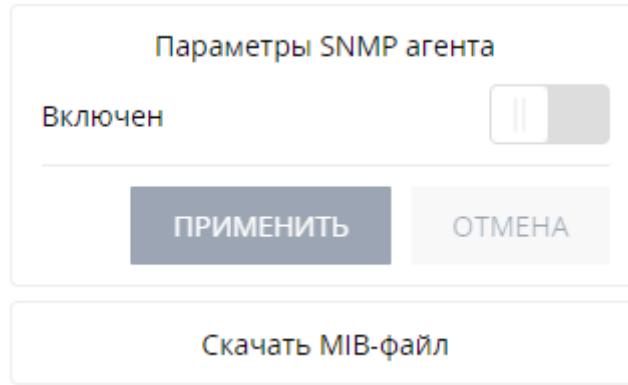 Параметры SNMP агента
Включен
ПРИМЕНИТЬ ОТМЕНА
Скачать MIB-файл